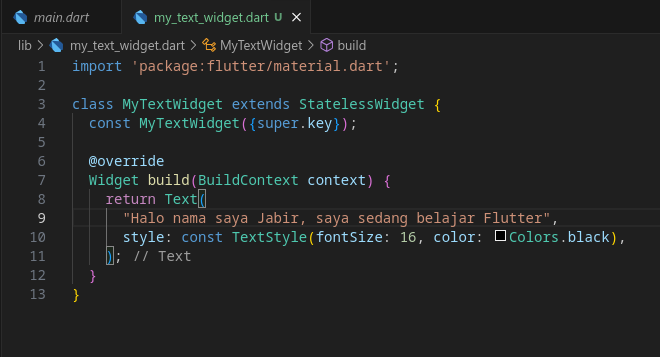 main.dart my_text_widget.dart U
lib > my_text_widget.dart > MyTextWidget > build
1 import 'package:flutter/material.dart';
2
3 class MyTextWidget extends StatelessWidget {
4   const MyTextWidget({super.key});
5
6   @override
7   Widget build(BuildContext context) {
8     return Text(
9       "Halo nama saya Jabir, saya sedang belajar Flutter",
10       style: const TextStyle(fontSize: 16, color: Colors.black),
11     ); // Text
12   }
13 }